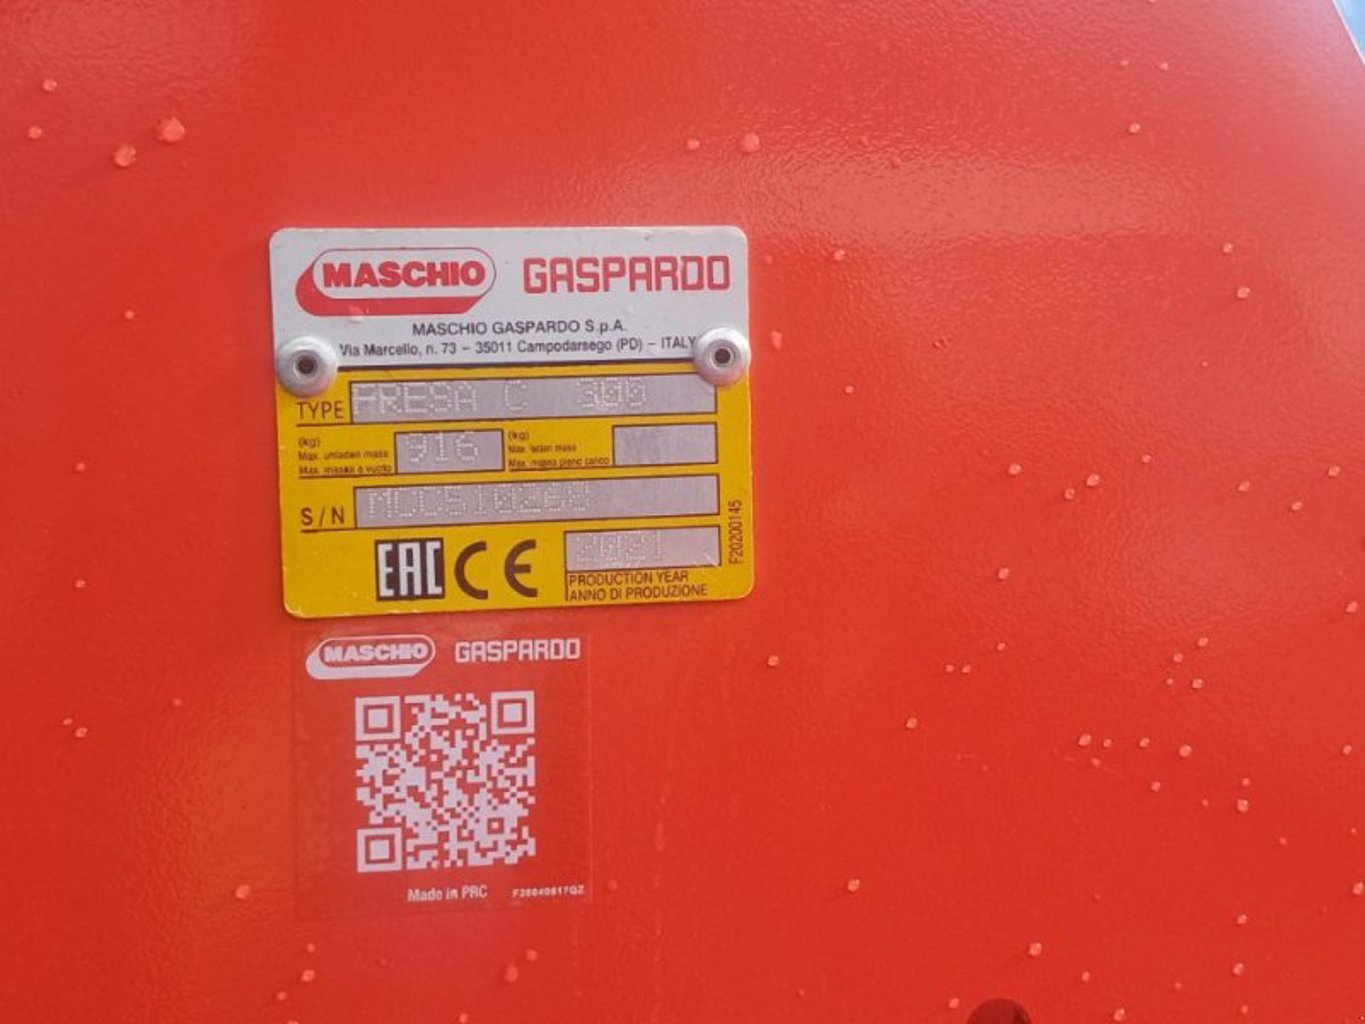 MASCHIO GASPARDO
MASCHIO GASPARDO S.p.A.
Via Marcello, n. 73 – 35011 Campodarsego (PD) – ITALY
TYPE FRESA C 300
(kg) Max. unladen mass Max. massa a vuoto 916 (kg) Max. laden mass Max. massa pieno carico
S/N MCC510268
EAC CE 2021
PRODUCTION YEAR
ANNO DI PRODUZIONE
F20200145
MASCHIO GASPARDO
Made in PRC